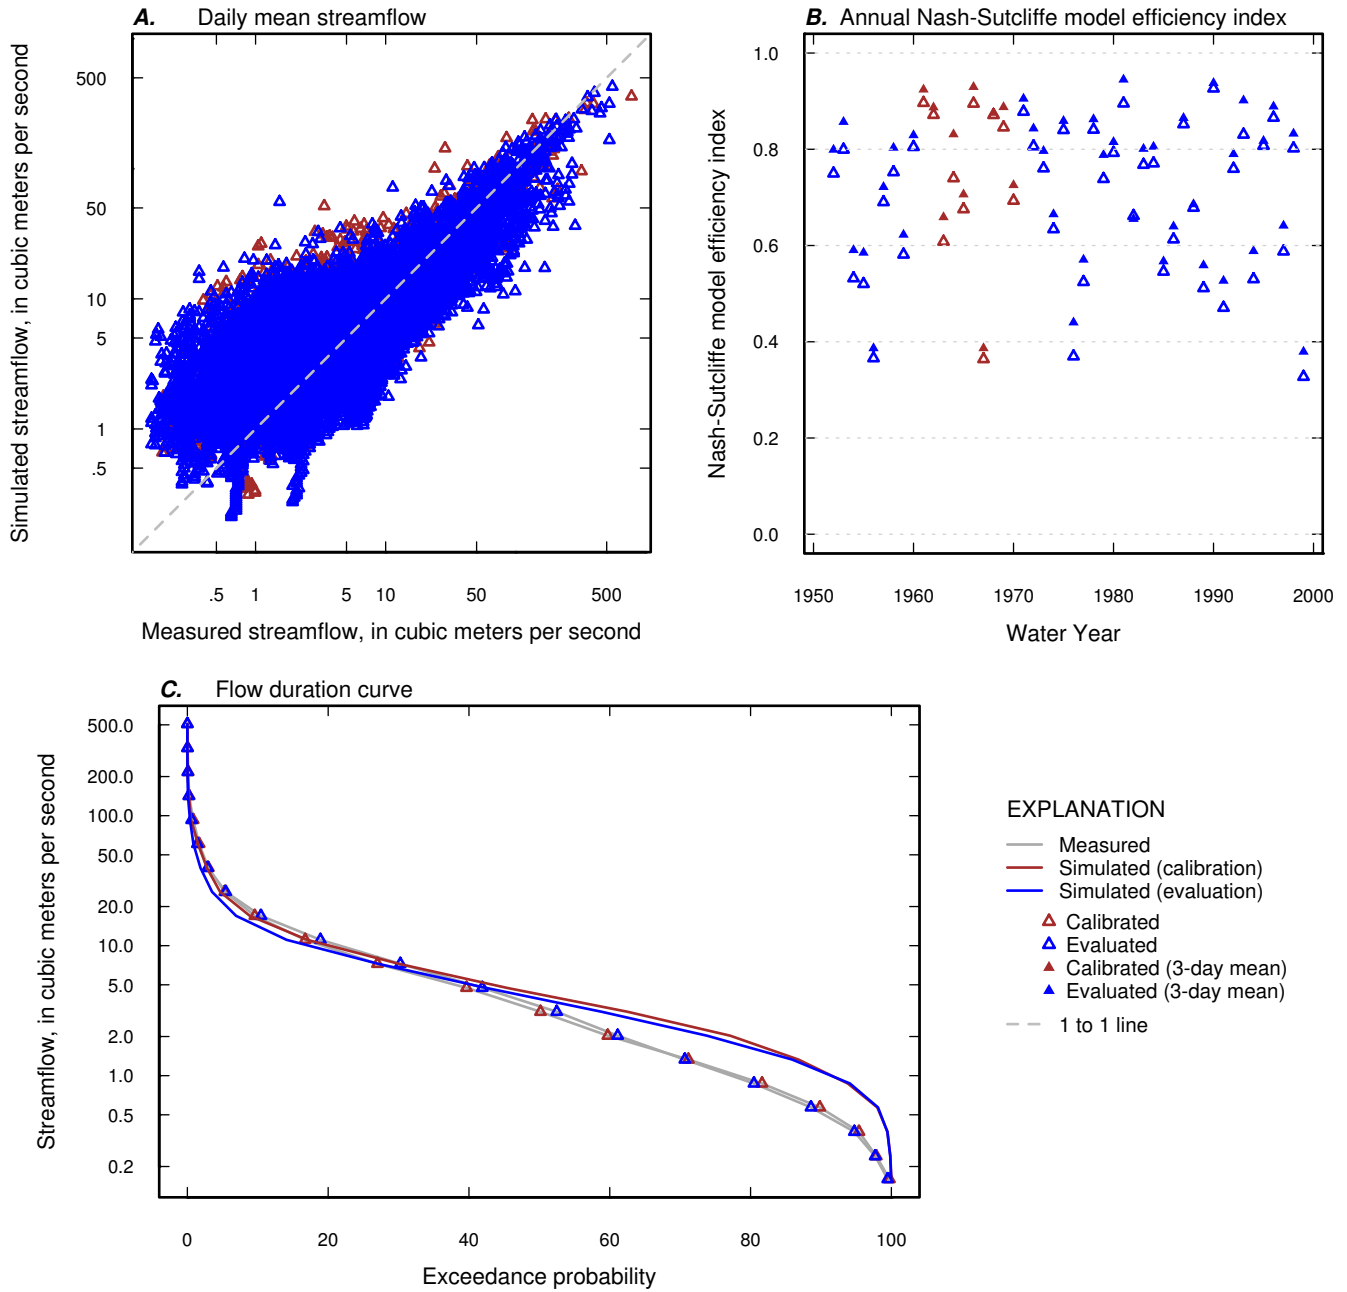 A. Daily mean streamflow
Simulated streamflow, in cubic meters per second
500
50
10
5
1
.5
.5 1 5 10 50 500
Measured streamflow, in cubic meters per second
B. Annual Nash-Sutcliffe model efficiency index
Nash-Sutcliffe model efficiency index
1.0
0.8
0.6
0.4
0.2
0.0
1950 1960 1970 1980 1990 2000
Water Year
C. Flow duration curve
Streamflow, in cubic meters per second
500.0
200.0
100.0
50.0
20.0
10.0
5.0
2.0
1.0
0.5
0.2
0 20 40 60 80 100
Exceedance probability
EXPLANATION
Measured
Simulated (calibration)
Simulated (evaluation)
Calibrated
Evaluated
Calibrated (3-day mean)
Evaluated (3-day mean)
1 to 1 line